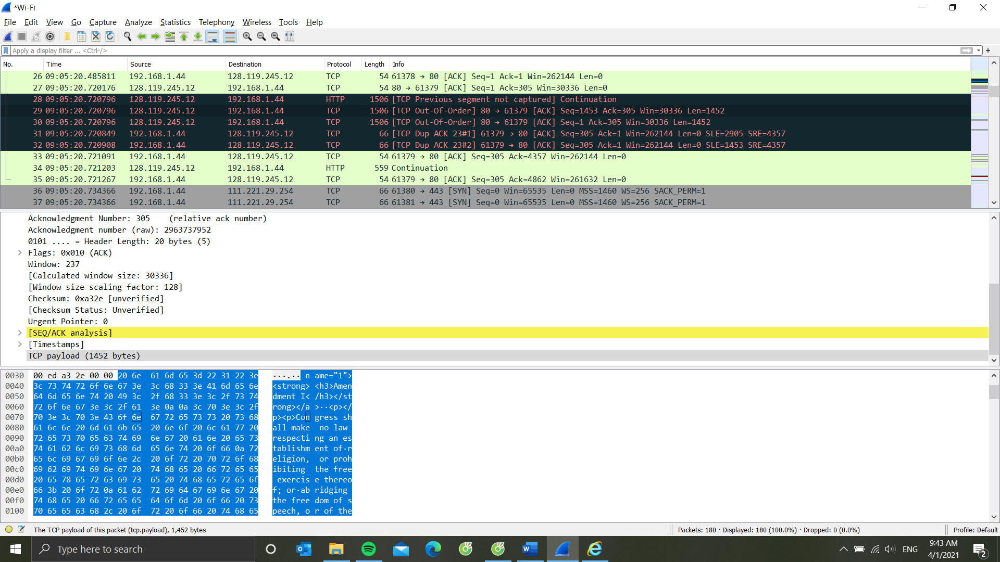 *Wi-Fi
File Edit View Go Capture Analyze Statistics Telephony Wireless Tools Help
Apply a display filter ... <Ctrl-/>
No. Time Source Destination Protocol Length Info
26 09:05:20.485811 192.168.1.44 128.119.245.12 TCP 54 61378 → 80 [ACK] Seq=1 Ack=1 Win=262144 Len=0
27 09:05:20.720176 128.119.245.12 192.168.1.44 TCP 54 80 → 61379 [ACK] Seq=1 Ack=305 Win=30336 Len=0
28 09:05:20.720796 128.119.245.12 192.168.1.44 HTTP 1506 [TCP Previous segment not captured] Continuation
29 09:05:20.720796 128.119.245.12 192.168.1.44 TCP 1506 [TCP Out-Of-Order] 80 → 61379 [ACK] Seq=1453 Ack=305 Win=30336 Len=1452
30 09:05:20.720796 128.119.245.12 192.168.1.44 TCP 1506 [TCP Out-Of-Order] 80 → 61379 [ACK] Seq=1 Ack=305 Win=30336 Len=1452
31 09:05:20.720849 192.168.1.44 128.119.245.12 TCP 66 [TCP Dup ACK 23#1] 61379 → 80 [ACK] Seq=305 Ack=1 Win=262144 Len=0 SLE=2905 SRE=4357
32 09:05:20.720908 192.168.1.44 128.119.245.12 TCP 66 [TCP Dup ACK 23#2] 61379 → 80 [ACK] Seq=305 Ack=1 Win=262144 Len=0 SLE=1453 SRE=4357
33 09:05:20.721091 192.168.1.44 128.119.245.12 TCP 54 61379 → 80 [ACK] Seq=305 Ack=4357 Win=262144 Len=0
34 09:05:20.721203 128.119.245.12 192.168.1.44 HTTP 559 Continuation
35 09:05:20.721267 192.168.1.44 128.119.245.12 TCP 54 61379 → 80 [ACK] Seq=305 Ack=4862 Win=261632 Len=0
36 09:05:20.734366 192.168.1.44 111.221.29.254 TCP 66 61380 → 443 [SYN] Seq=0 Win=65535 Len=0 MSS=1460 WS=256 SACK_PERM=1
37 09:05:20.734366 192.168.1.44 111.221.29.254 TCP 66 61381 → 443 [SYN] Seq=0 Win=65535 Len=0 MSS=1460 WS=256 SACK_PERM=1
Acknowledgment Number: 305    (relative ack number)
Acknowledgment number (raw): 2963737952
0101 .... = Header Length: 20 bytes (5)
Flags: 0x010 (ACK)
Window: 237
[Calculated window size: 30336]
[Window size scaling factor: 128]
Checksum: 0xa32e [unverified]
[Checksum Status: Unverified]
Urgent Pointer: 0
[SEQ/ACK analysis]
[Timestamps]
TCP payload (1452 bytes)
0030 00 ed a3 2e 00 00 20 6e 61 6d 65 3d 22 31 22 3e ···.·· n ame="1">
0040 3c 73 74 72 6f 6e 67 3e 3c 68 33 3e 41 6d 65 6e <strong> <h3>Amen
0050 64 6d 65 6e 74 20 49 3c 2f 68 33 3e 3c 2f 73 74 dment I< /h3></st
0060 72 6f 6e 67 3e 3c 2f 61 3e 0a 0a 3c 70 3e 3c 2f rong></a >··<p></
0070 70 3e 3c 70 3e 43 6f 6e 67 72 65 73 73 20 73 68 p><p>Con gress sh
0080 61 6c 6c 20 6d 61 6b 65 20 6e 6f 20 6c 61 77 20 all make  no law
0090 72 65 73 70 65 63 74 69 6e 67 20 61 6e 20 65 73 respecti ng an es
00a0 74 61 62 6c 69 73 68 6d 65 6e 74 20 6f 66 0a 72 tablishm ent of·r
00b0 65 6c 69 67 69 6f 6e 2c 20 6f 72 20 70 72 6f 68 eligion,  or proh
00c0 69 62 69 74 69 6e 67 20 74 68 65 20 66 72 65 65 ibiting  the free
00d0 20 65 78 65 72 63 69 73 65 20 74 68 65 72 65 6f  exercis e thereo
00e0 66 3b 20 6f 72 0a 61 62 72 69 64 67 69 6e 67 20 f; or·ab ridging
00f0 74 68 65 20 66 72 65 65 64 6f 6d 20 6f 66 20 73 the free dom of s
0100 70 65 65 63 68 2c 20 6f 72 20 6f 66 20 74 68 65 peech, o r of the
The TCP payload of this packet (tcp.payload), 1,452 bytes Packets: 180 · Displayed: 180 (100.0%) · Dropped: 0 (0.0%) Profile: Default
Type here to search ENG 9:43 AM
4/1/2021 2